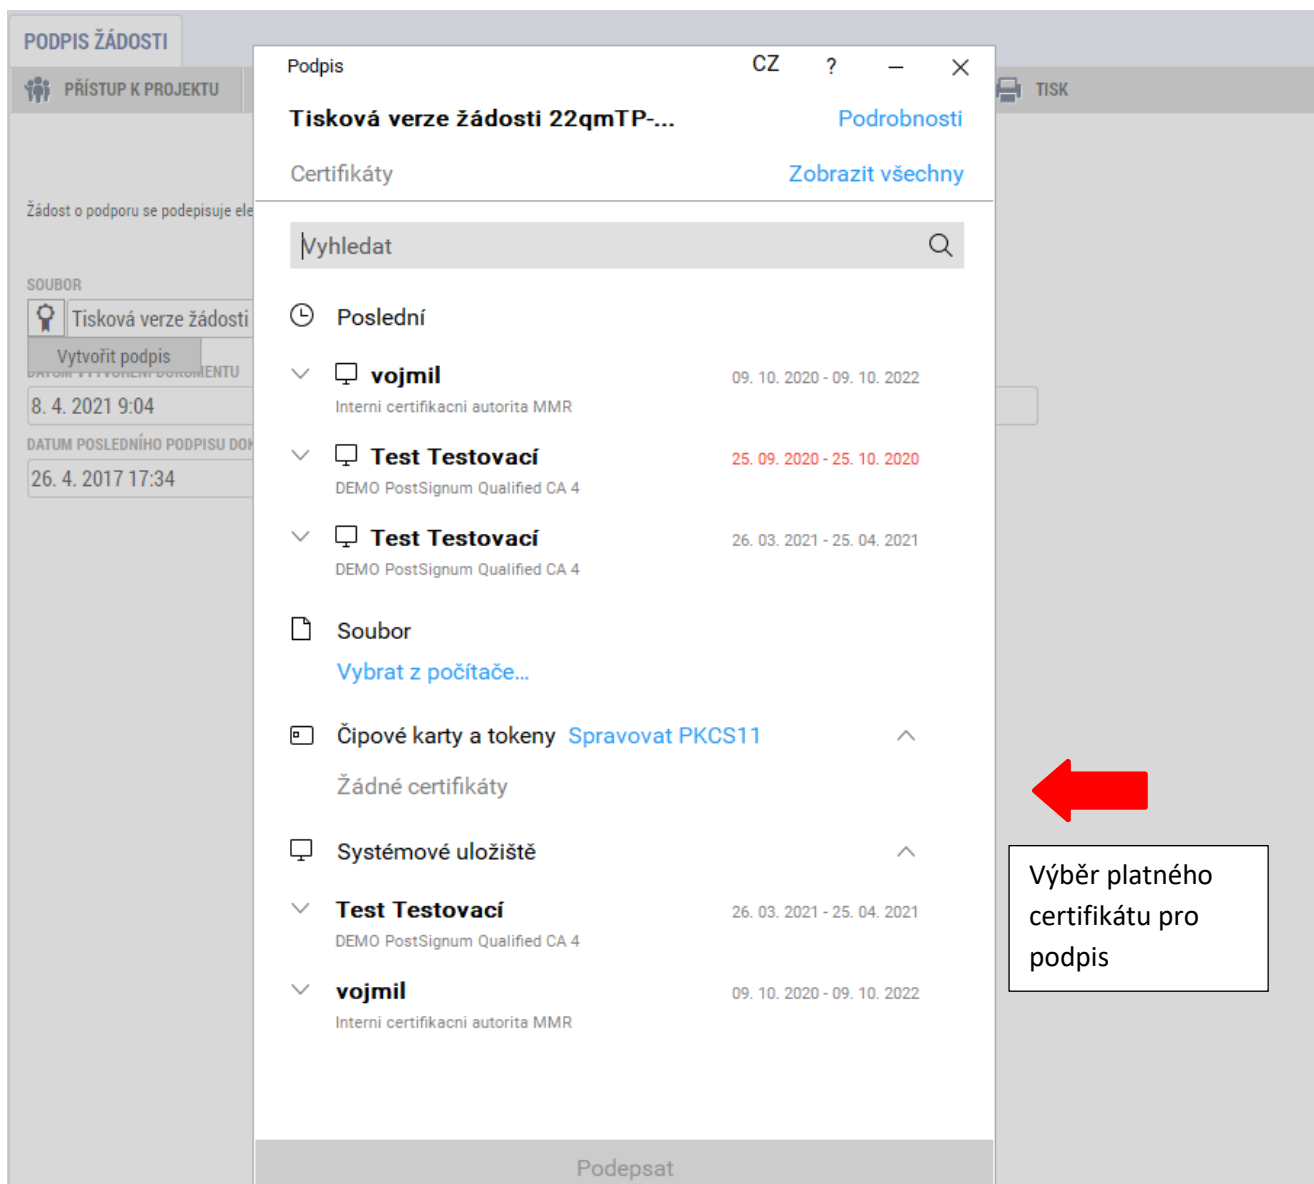 PODPIS ŽÁDOSTI
PŘÍSTUP K PROJEKTU
TISK
Žádost o podporu se podepisuje ele
SOUBOR
Tisková verze žádosti
Vytvořit podpis
DATUM VYTVOŘENÍ DOKUMENTU
8. 4. 2021 9:04
DATUM POSLEDNÍHO PODPISU DOK
26. 4. 2017 17:34
Podpis CZ ?
Tisková verze žádosti 22qmTP-... Podrobnosti
Certifikáty Zobrazit všechny
Vyhledat
Poslední
vojmil 09. 10. 2020 - 09. 10. 2022
Interni certifikacni autorita MMR
Test Testovací 25. 09. 2020 - 25. 10. 2020
DEMO PostSignum Qualified CA 4
Test Testovací 26. 03. 2021 - 25. 04. 2021
DEMO PostSignum Qualified CA 4
Soubor
Vybrat z počítače...
Čipové karty a tokeny Spravovat PKCS11
Žádné certifikáty
Systémové uložiště
Test Testovací 26. 03. 2021 - 25. 04. 2021
DEMO PostSignum Qualified CA 4
vojmil 09. 10. 2020 - 09. 10. 2022
Interni certifikacni autorita MMR
Podepsat
Výběr platného
certifikátu pro
podpis